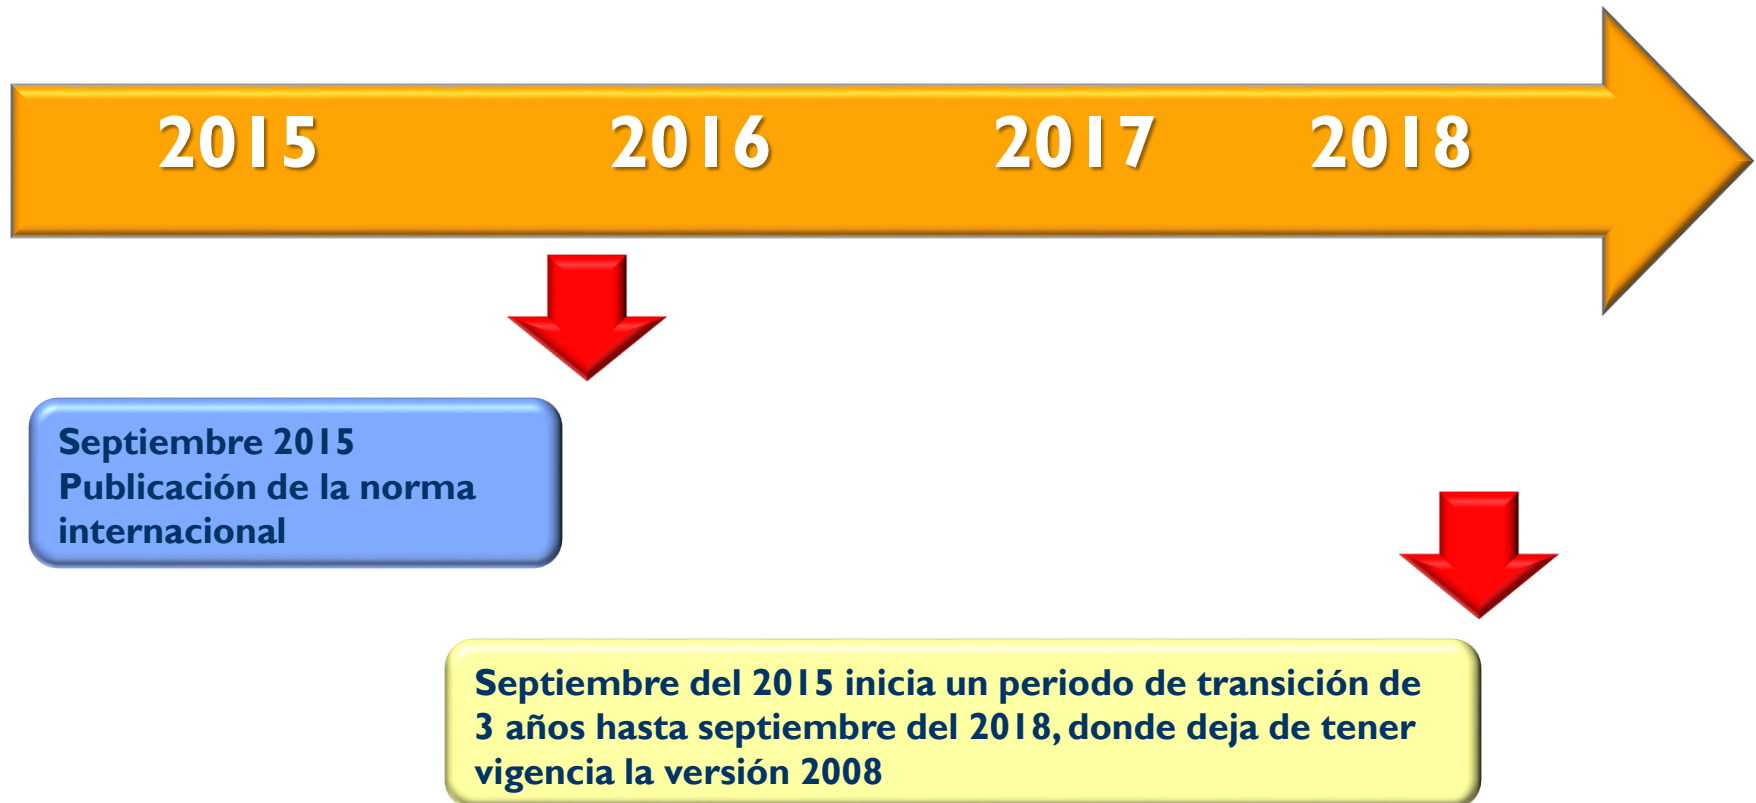 2015 2016 2017 2018
Septiembre 2015
Publicación de la norma
internacional
Septiembre del 2015 inicia un periodo de transición de
3 años hasta septiembre del 2018, donde deja de tener
vigencia la versión 2008